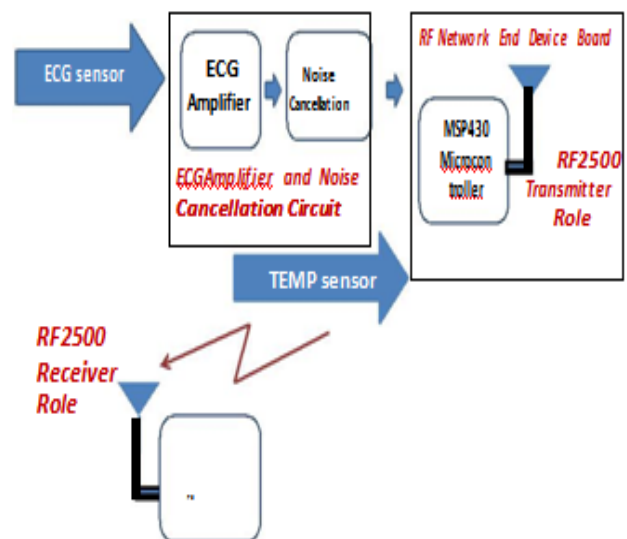 ECG sensor
ECG
Amplifier
Noise
Cancellation
ECGAmplifier and Noise
Cancellation Circuit
RF Network End Device Board
MSP430
Microcon
troller
RF2500
Transmitter
Role
TEMP sensor
RF2500
Receiver
Role